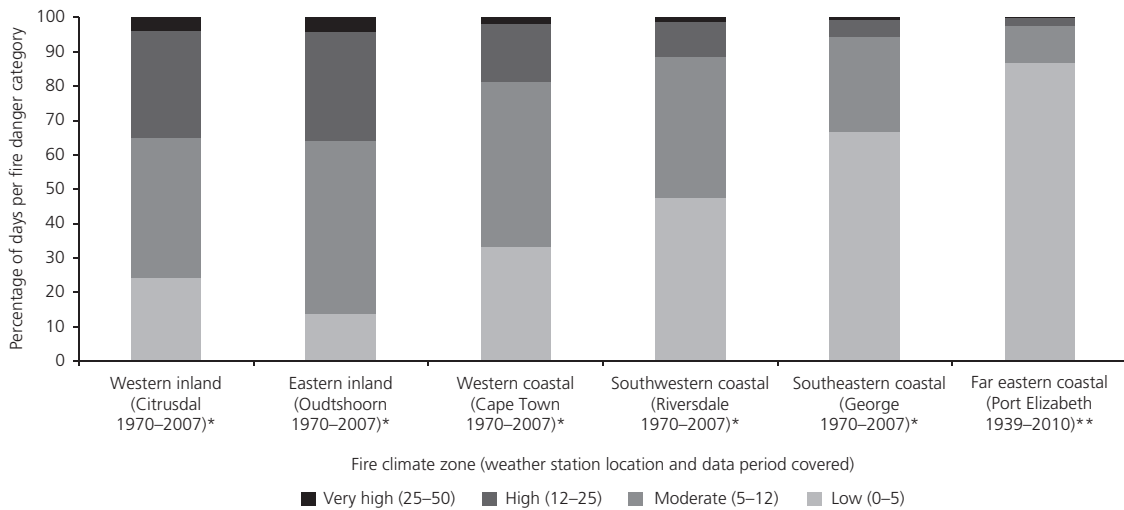 Percentage of days per fire danger category
100
90
80
70
60
50
40
30
20
10
0
Western inland
(Citrusdal
1970–2007)*
Eastern inland
(Oudtshoorn
1970–2007)*
Western coastal
(Cape Town
1970–2007)*
Southwestern coastal
(Riversdale
1970–2007)*
Southeastern coastal
(George
1970–2007)*
Far eastern coastal
(Port Elizabeth
1939–2010)**
Fire climate zone (weather station location and data period covered)
Very high (25–50)
High (12–25)
Moderate (5–12)
Low (0–5)